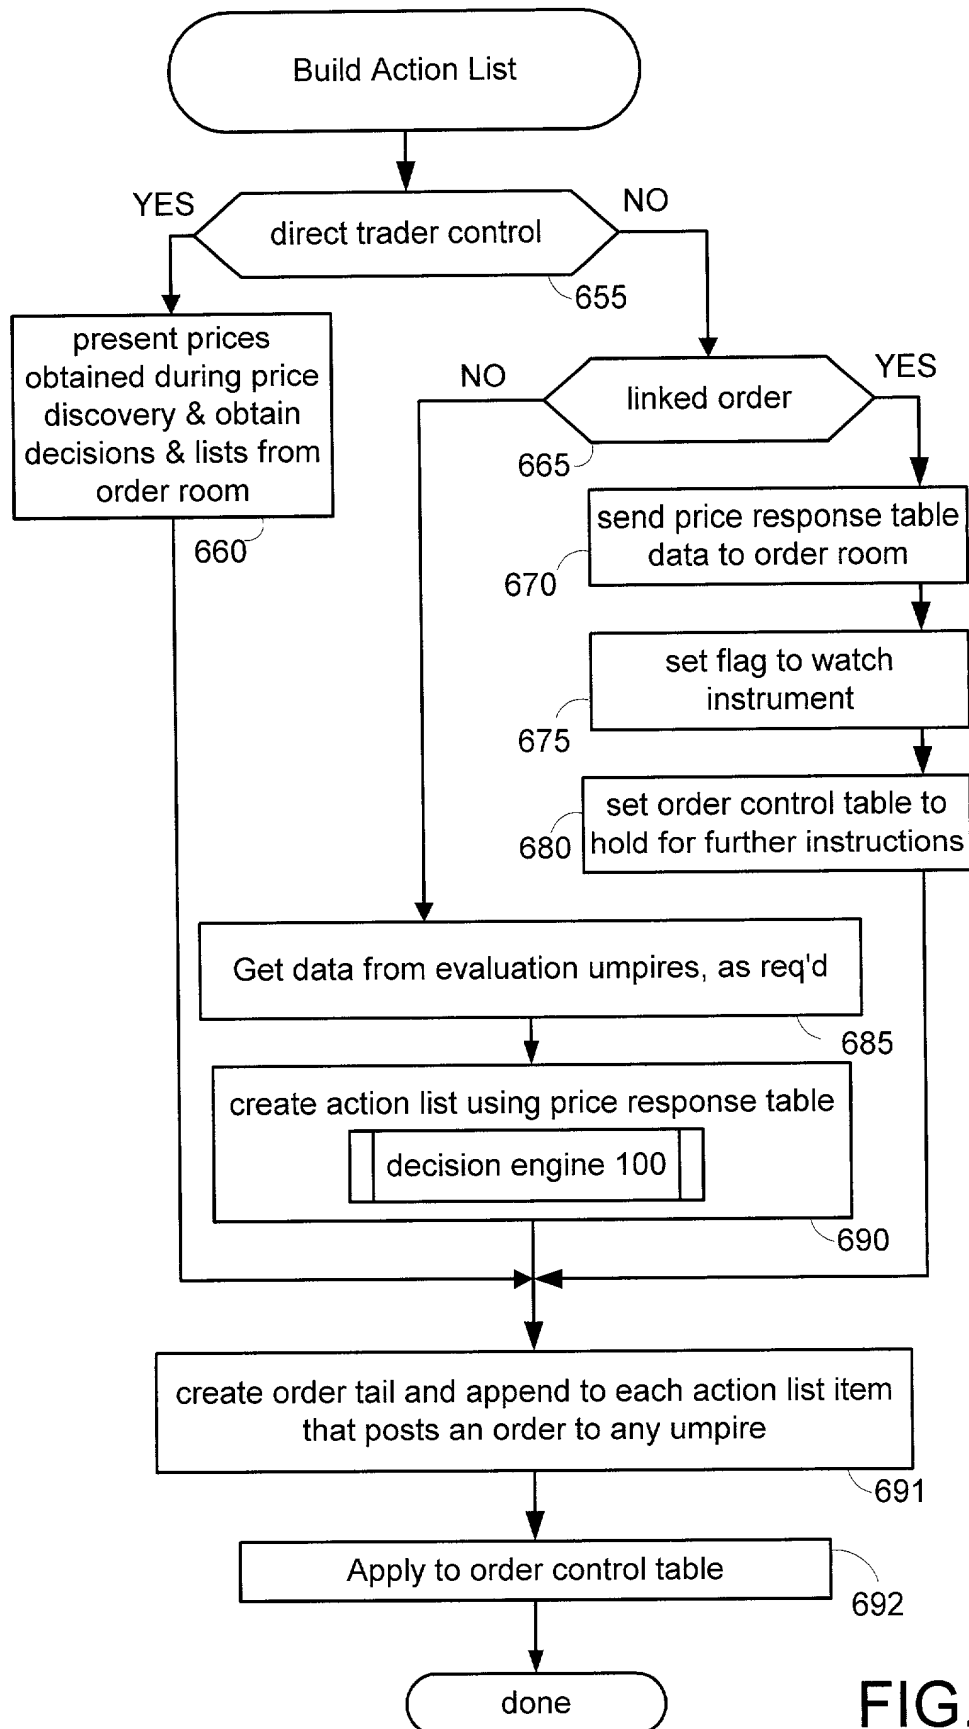 Build Action List
YES
NO
direct trader control
655
present prices
obtained during price
discovery & obtain
decisions & lists from
order room
660
NO
YES
linked order
665
send price response table
data to order room
670
set flag to watch
instrument
675
set order control table to
hold for further instructions
680
Get data from evaluation umpires, as req'd
685
create action list using price response table
decision engine 100
690
create order tail and append to each action list item
that posts an order to any umpire
691
Apply to order control table
692
done
FIG.